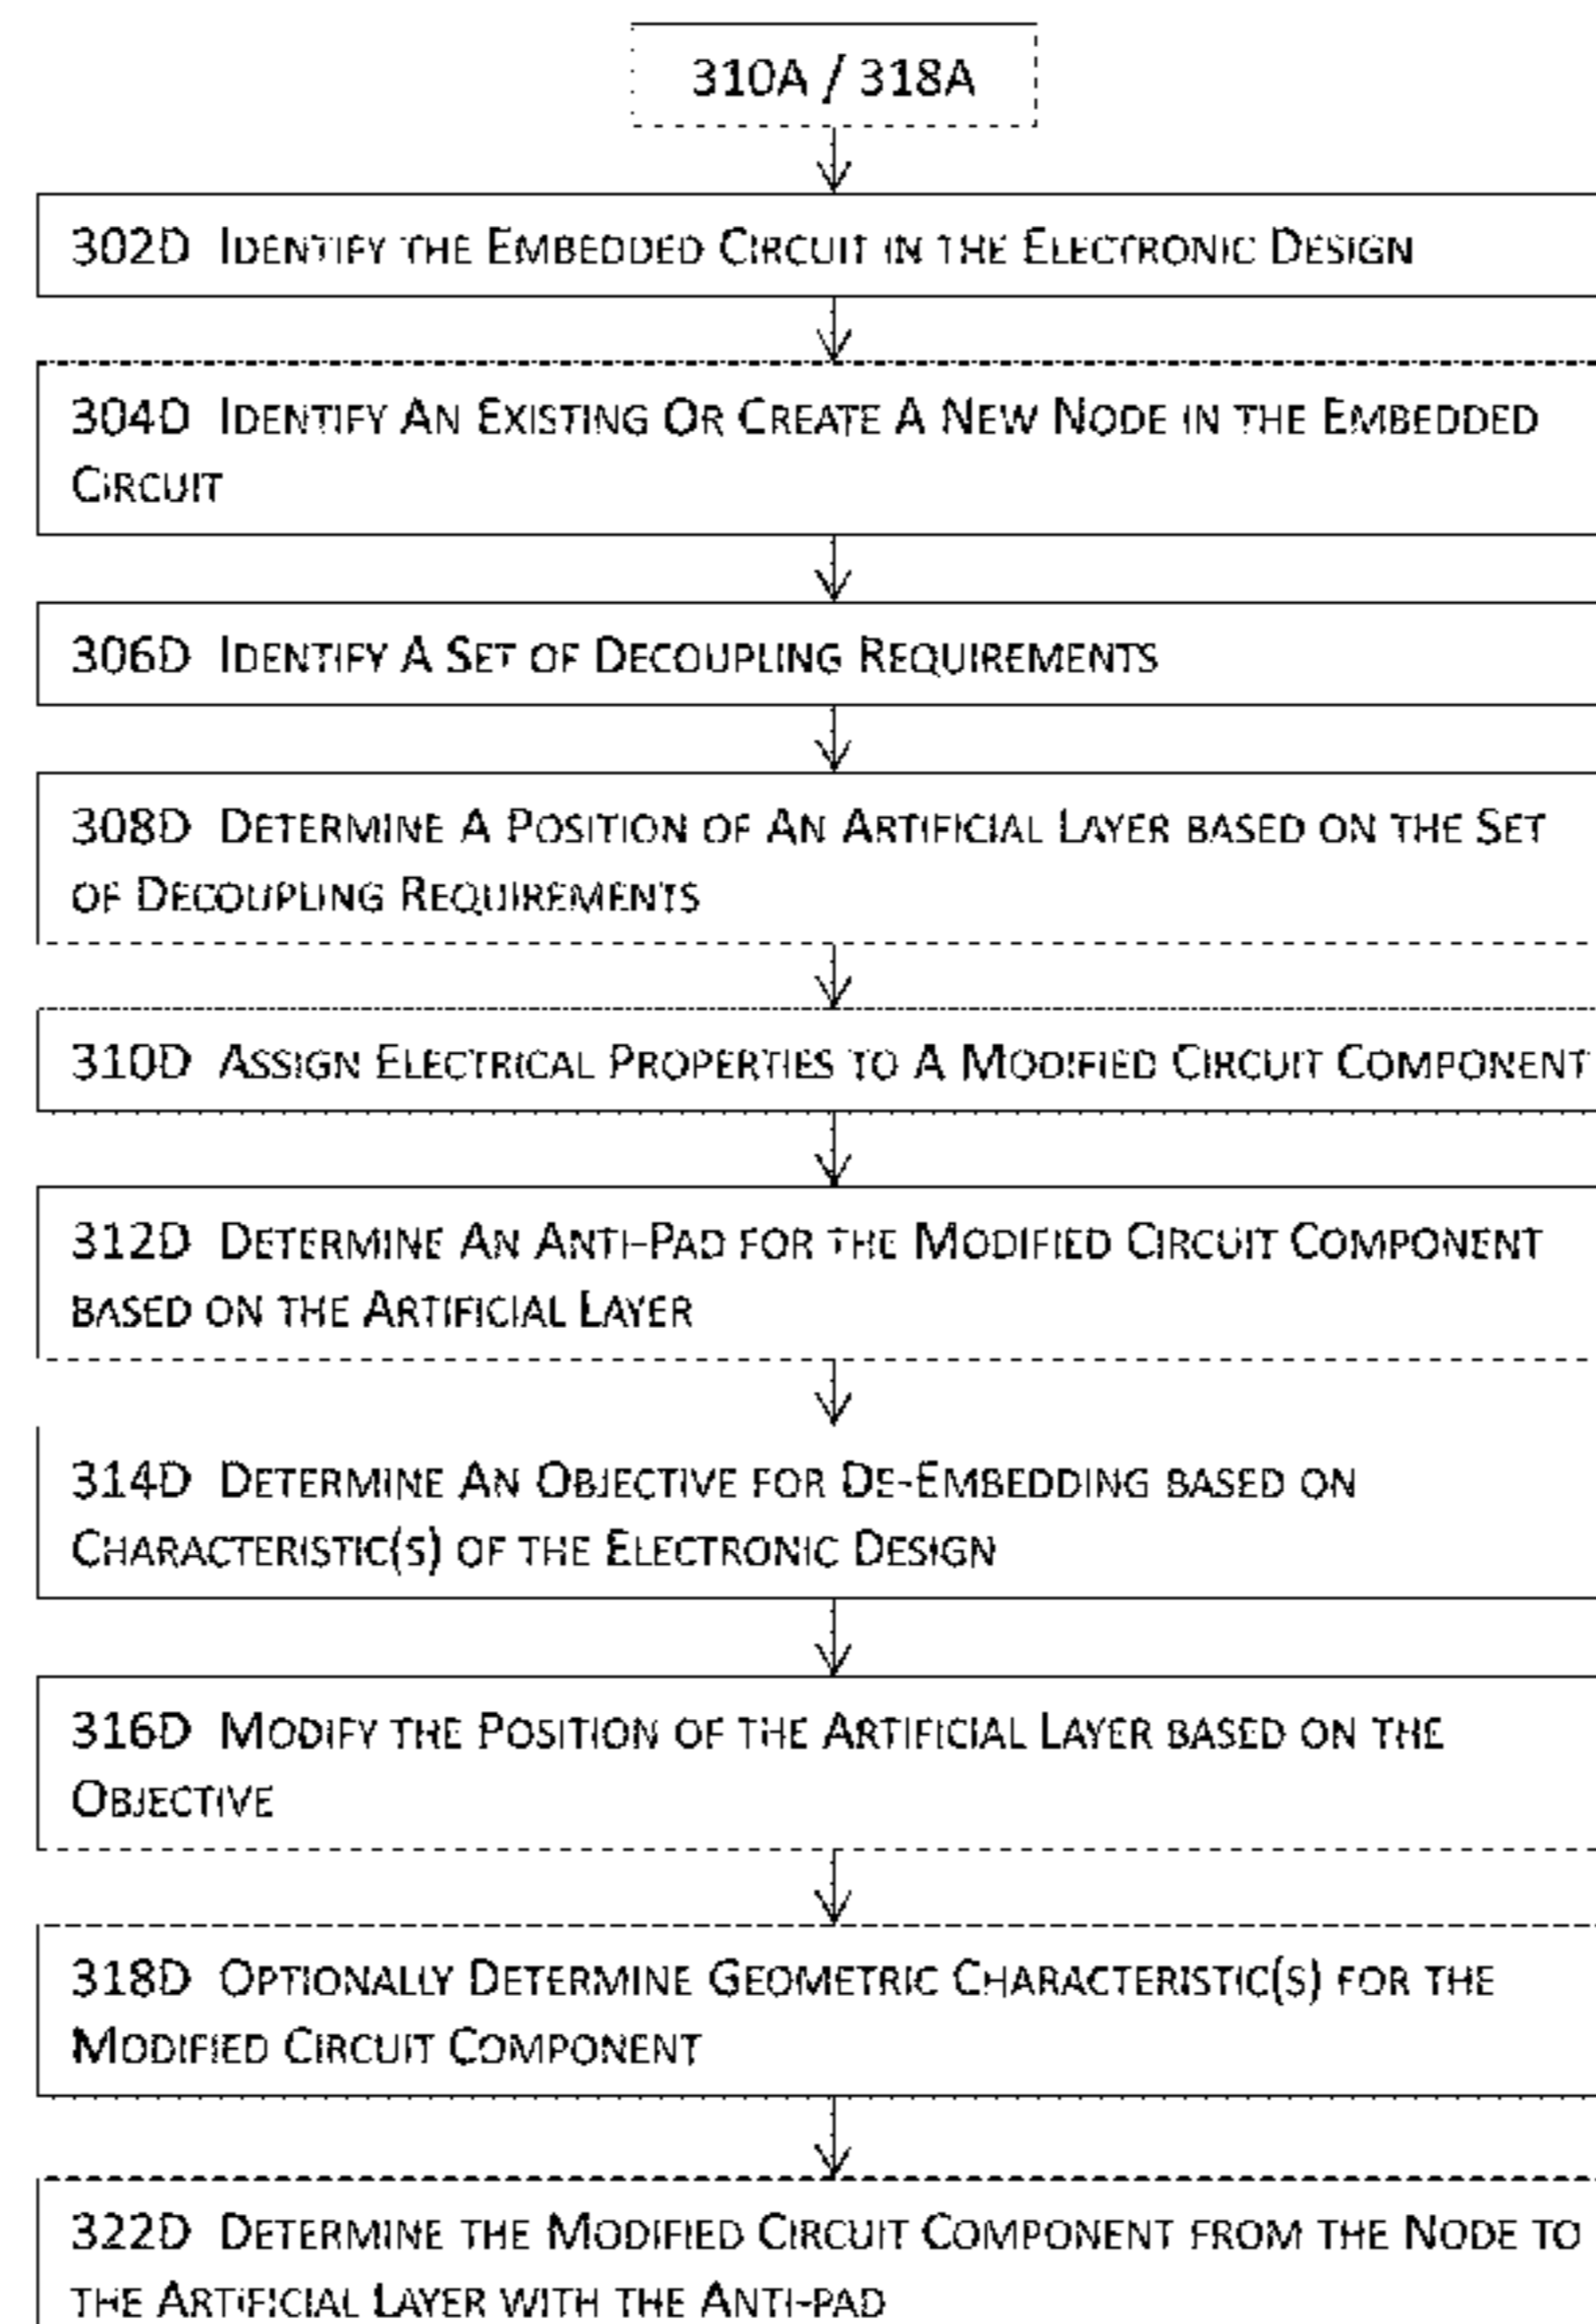 310A / 318A
302D Identify the Embedded Circuit in the Electronic Design
304D Identify An Existing Or Create A New Node in the Embedded
Circuit
306D Identify A Set of Decoupling Requirements
308D Determine A Position of An Artificial Layer based on the Set
of Decoupling Requirements
310D Assign Electrical Properties to A Modified Circuit Component
312D Determine An Anti-Pad for the Modified Circuit Component
based on the Artificial Layer
314D Determine An Objective for De-Embedding based on
Characteristic(s) of the Electronic Design
316D Modify the Position of the Artificial Layer based on the
Objective
318D Optionally Determine Geometric Characteristic(s) for the
Modified Circuit Component
322D Determine the Modified Circuit Component from the Node to
the Artificial Layer with the Anti-pad